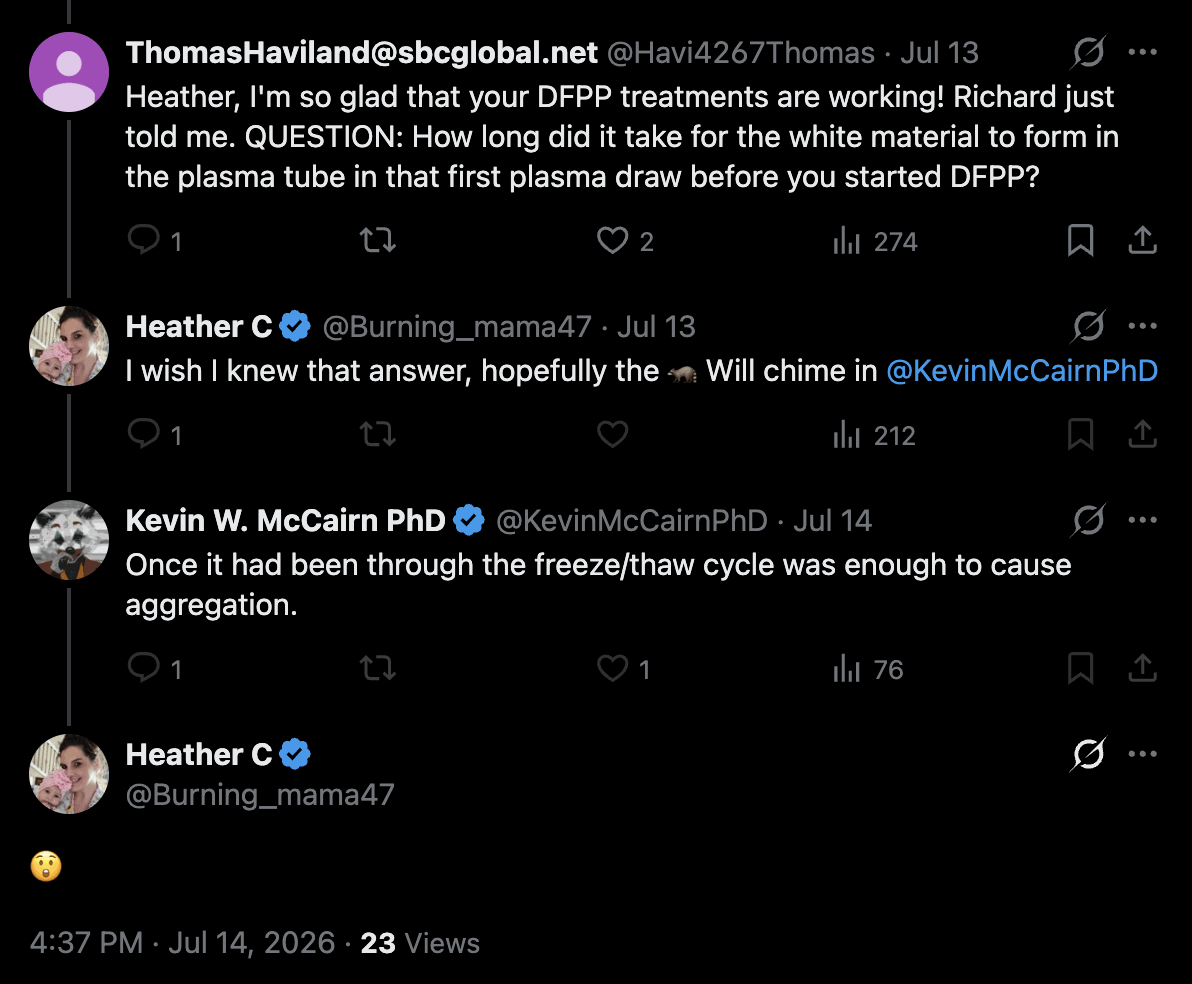 ThomasHaviland@sbcglobal.net @Havi4267Thomas · Jul 13
Heather, I'm so glad that your DFPP treatments are working! Richard just
told me. QUESTION: How long did it take for the white material to form in
the plasma tube in that first plasma draw before you started DFPP?
1 2 274
Heather C @Burning_mama47 · Jul 13
I wish I knew that answer, hopefully the 🦝 Will chime in @KevinMcCairnPhD
1 212
Kevin W. McCairn PhD @KevinMcCairnPhD · Jul 14
Once it had been through the freeze/thaw cycle was enough to cause
aggregation.
1 1 76
Heather C
@Burning_mama47
😲
4:37 PM · Jul 14, 2026 · 23 Views